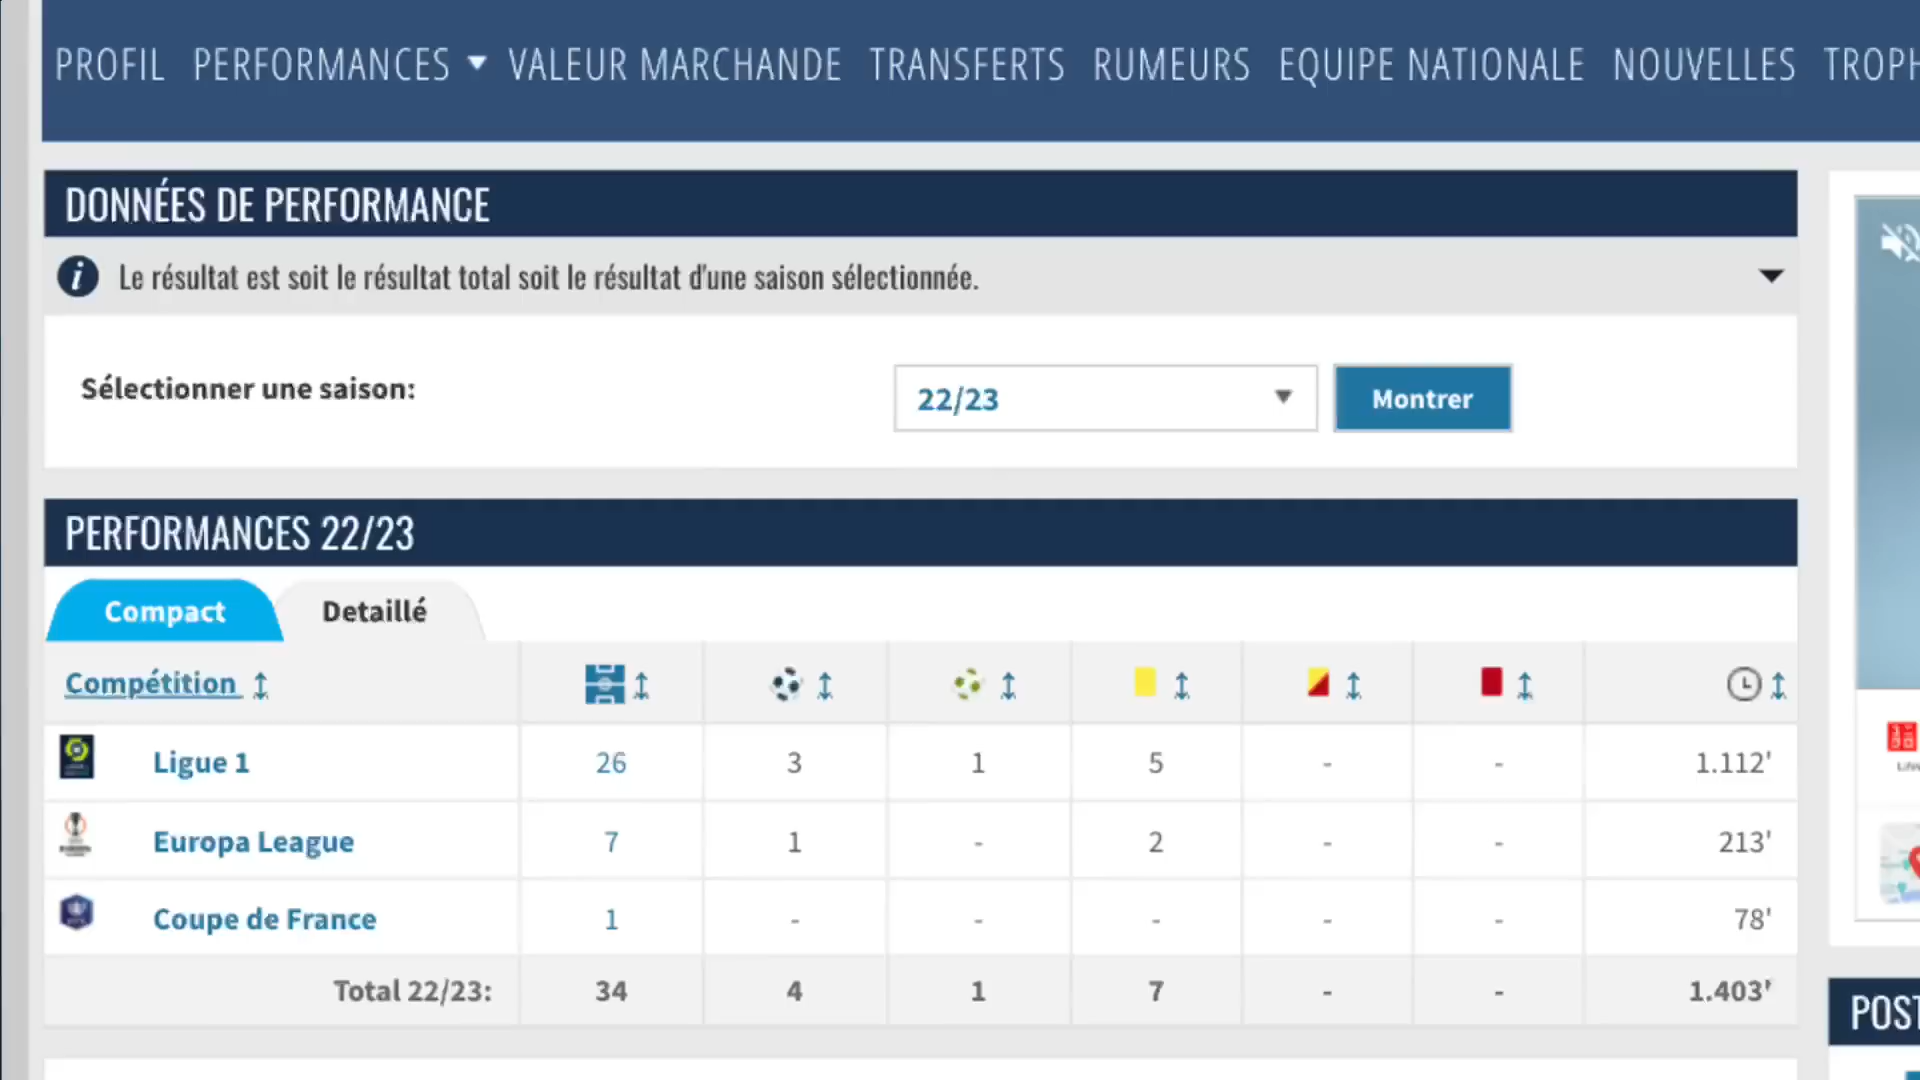 PROFIL PERFORMANCES VALEUR MARCHANDE TRANSFERTS RUMEURS EQUIPE NATIONALE NOUVELLES TROPH
DONNÉES DE PERFORMANCE
i Le résultat est soit le résultat total soit le résultat d'une saison sélectionnée.
Sélectionner une saison: 22/23 Montrer
PERFORMANCES 22/23
Compact Detaillé
Compétition
Ligue 1 26 3 1 5 - - 1.112'
Europa League 7 1 - 2 - - 213'
Coupe de France 1 - - - - - 78'
Total 22/23: 34 4 1 7 - - 1.403'
POST